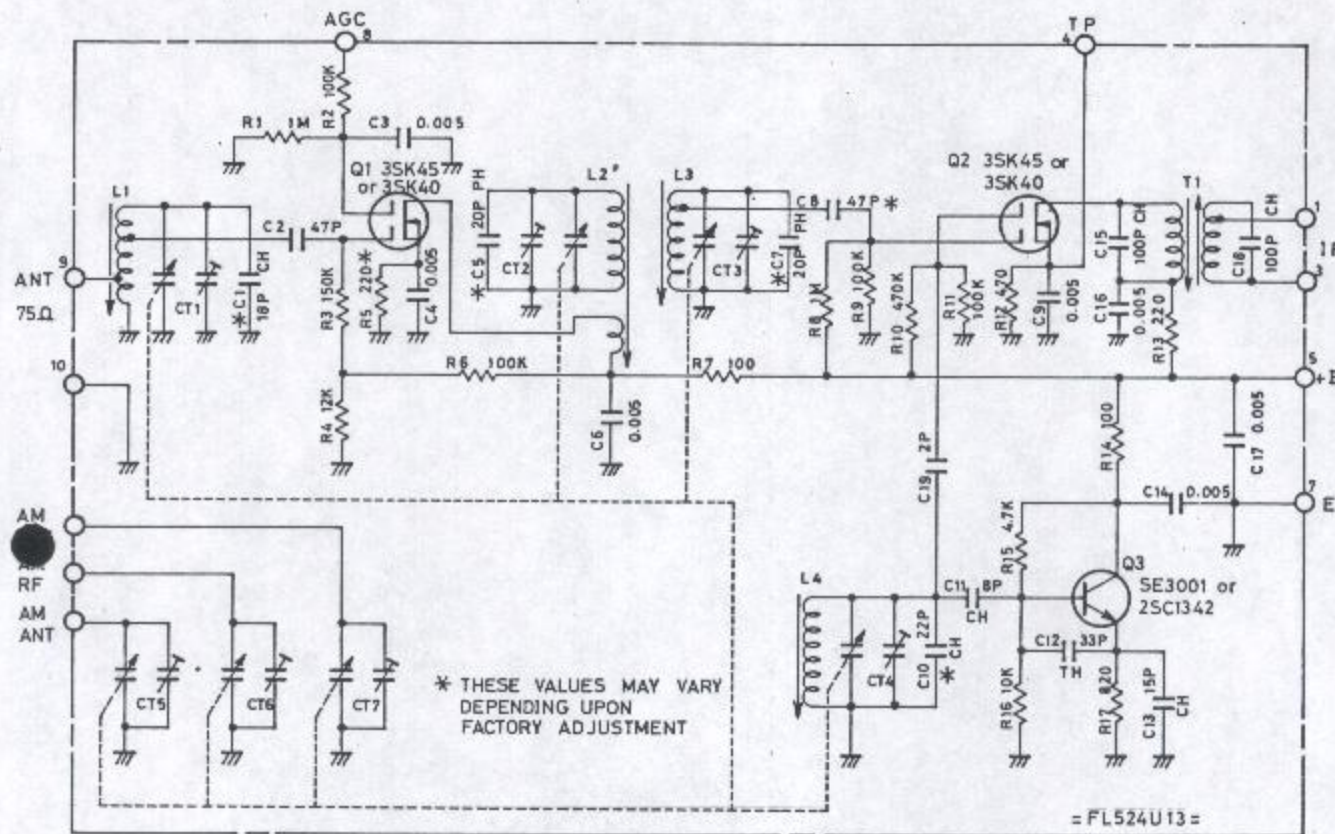 AGC
8
TP
4
R2 100K
R1 1M
C3 0.005
Q1 3SK45
or 3SK40
L1
C2 47P
ANT
9
75Ω
10
CT1
*C1
18P
CH
R3 150K
R5 220*
C4 0.005
R4 12K
R6 100K
20P PH
*C5
CT2
L2'
L3
CT3
*C7
20P PH
C8 47P *
R7 100
C6
0.005
R8 1M
R9 100K
R10 470K
R11
100K
Q2 3SK45 or
3SK40
R12 470
C9
0.005
C15
100P CH
C16
0.005
R13 220
T1
C18
100P
CH
1
3
5
7
C19 2P
R14 100
C17 0.005
C14 0.005
R15 4.7K
Q3
SE3001 or
2SC1342
L4
CT4
C10 22P
CH
*
C11 8P
CH
C12 33P
TH
R16 10K
R17 820
C13 15P
CH
AM
RF
AM
ANT
CT5
CT6
CT7
* THESE VALUES MAY VARY
DEPENDING UPON
FACTORY ADJUSTMENT
=FL524U13=